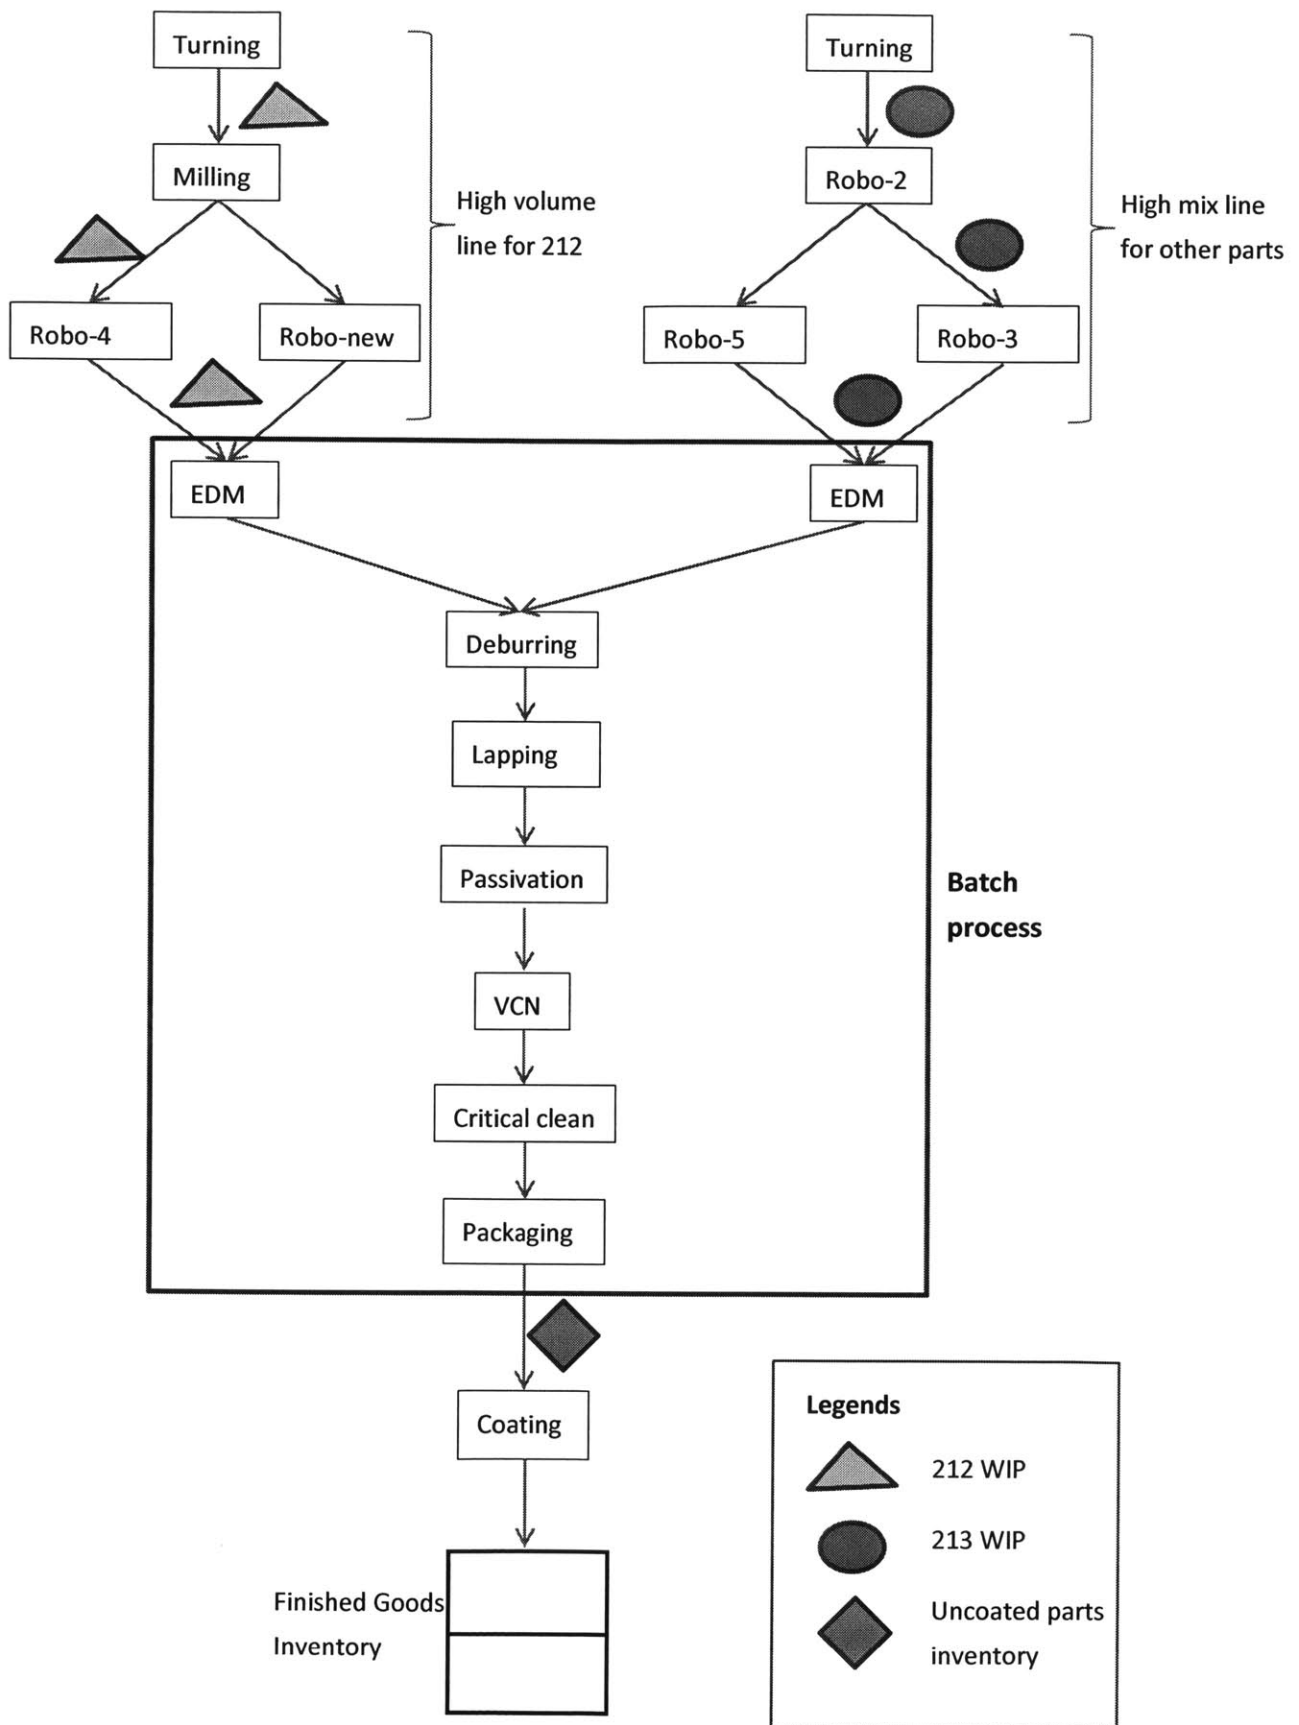 Turning
Turning
Milling
Robo-2
High volume
line for 212
High mix line
for other parts
Robo-4
Robo-new
Robo-5
Robo-3
EDM
EDM
Deburring
Lapping
Passivation
Batch
process
VCN
Critical clean
Packaging
Coating
Legends
212 WIP
213 WIP
Uncoated parts
inventory
Finished Goods
Inventory